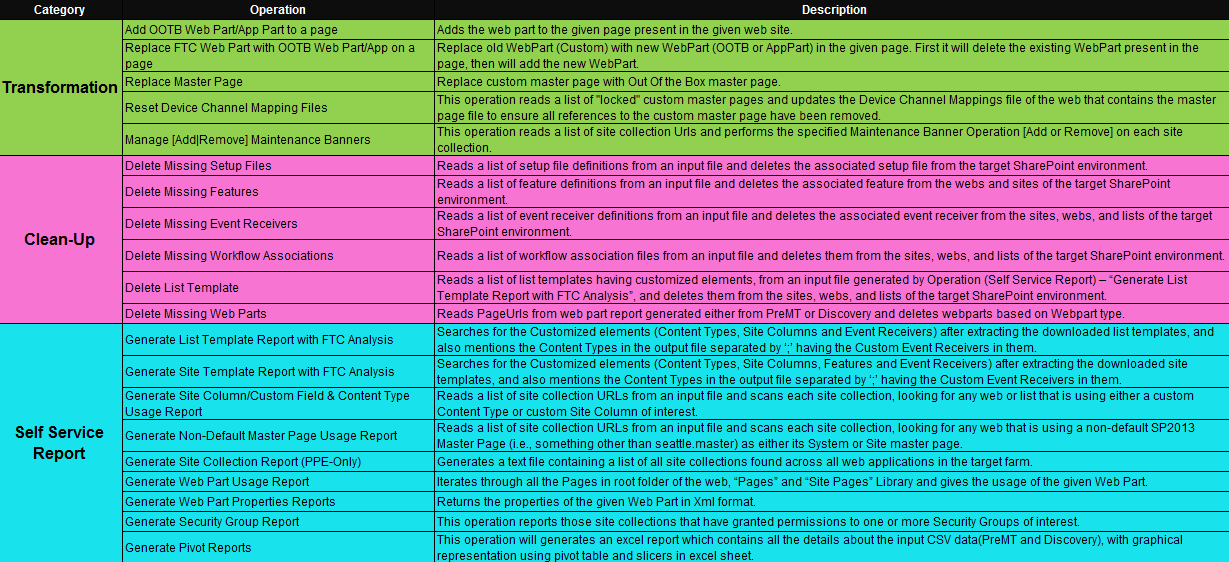 Category Operation Description
Transformation
Add OOTB Web Part/App Part to a page
Adds the web part to the given page present in the given web site.
Replace FTC Web Part with OOTB Web Part/App on a
page
Replace old WebPart (Custom) with new WebPart (OOTB or AppPart) in the given page. First it will delete the existing WebPart present in the
page, then will add the new WebPart.
Replace Master Page
Replace custom master page with Out Of the Box master page.
Reset Device Channel Mapping Files
This operation reads a list of "locked" custom master pages and updates the Device Channel Mappings file of the web that contains the master
page file to ensure all references to the custom master page have been removed.
Manage [Add|Remove] Maintenance Banners
This operation reads a list of site collection Urls and performs the specified Maintenance Banner Operation [Add or Remove] on each site
collection.
Clean-Up
Delete Missing Setup Files
Reads a list of setup file definitions from an input file and deletes the associated setup file from the target SharePoint environment.
Delete Missing Features
Reads a list of feature definitions from an input file and deletes the associated feature from the webs and sites of the target SharePoint
environment.
Delete Missing Event Receivers
Reads a list of event receiver definitions from an input file and deletes the associated event receiver from the sites, webs, and lists of the target
SharePoint environment.
Delete Missing Workflow Associations
Reads a list of workflow association files from an input file and deletes them from the sites, webs, and lists of the target SharePoint environment.
Delete List Template
Reads a list of list templates having customized elements, from an input file generated by Operation (Self Service Report) – “Generate List
Template Report with FTC Analysis”, and deletes them from the sites, webs, and lists of the target SharePoint environment.
Delete Missing Web Parts
Reads PageUrls from web part report generated either from PreMT or Discovery and deletes webparts based on Webpart type.
Self Service
Report
Generate List Template Report with FTC Analysis
Searches for the Customized elements (Content Types, Site Columns and Event Receivers) after extracting the downloaded list templates, and
also mentions the Content Types in the output file separated by ‘;’ having the Custom Event Receivers in them.
Generate Site Template Report with FTC Analysis
Searches for the Customized elements (Content Types, Site Columns, Features and Event Receivers) after extracting the downloaded site
templates, and also mentions the Content Types in the output file separated by ‘;’ having the Custom Event Receivers in them.
Generate Site Column/Custom Field & Content Type
Usage Report
Reads a list of site collection URLs from an input file and scans each site collection, looking for any web or list that is using either a custom
Content Type or custom Site Column of interest.
Generate Non-Default Master Page Usage Report
Reads a list of site collection URLs from an input file and scans each site collection, looking for any web that is using a non-default SP2013
Master Page (i.e., something other than seattle.master) as either its System or Site master page.
Generate Site Collection Report (PPE-Only)
Generates a text file containing a list of all site collections found across all web applications in the target farm.
Generate Web Part Usage Report
Iterates through all the Pages in root folder of the web, “Pages” and “Site Pages” Library and gives the usage of the given Web Part.
Generate Web Part Properties Reports
Returns the properties of the given Web Part in Xml format.
Generate Security Group Report
This operation reports those site collections that have granted permissions to one or more Security Groups of interest.
Generate Pivot Reports
This operation will generates an excel report which contains all the details about the input CSV data(PreMT and Discovery), with graphical
representation using pivot table and slicers in excel sheet.